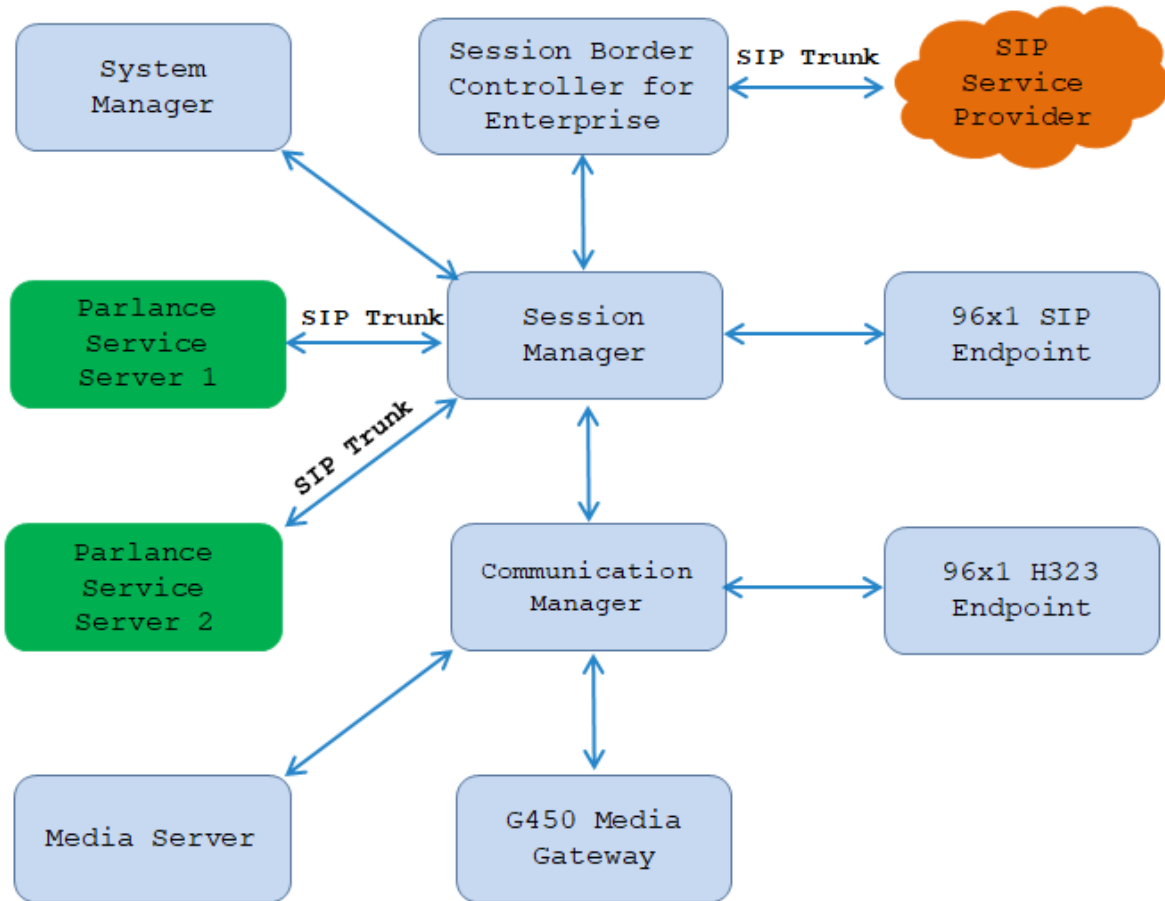 System
Manager
Session Border
Controller for
Enterprise
SIP Trunk
SIP
Service
Provider
Parlance
Service
Server 1
SIP Trunk
Session
Manager
96x1 SIP
Endpoint
SIP Trunk
Parlance
Service
Server 2
Communication
Manager
96x1 H323
Endpoint
Media Server
G450 Media
Gateway